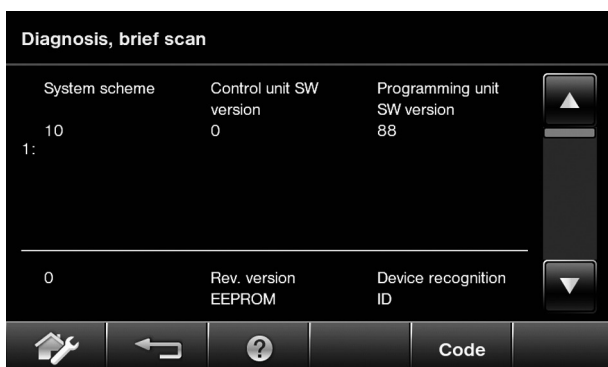 Diagnosis, brief scan
System scheme Control unit SW Programming unit
version SW version
10 0 88
1:
0 Rev. version Device recognition
EEPROM ID
?
Code